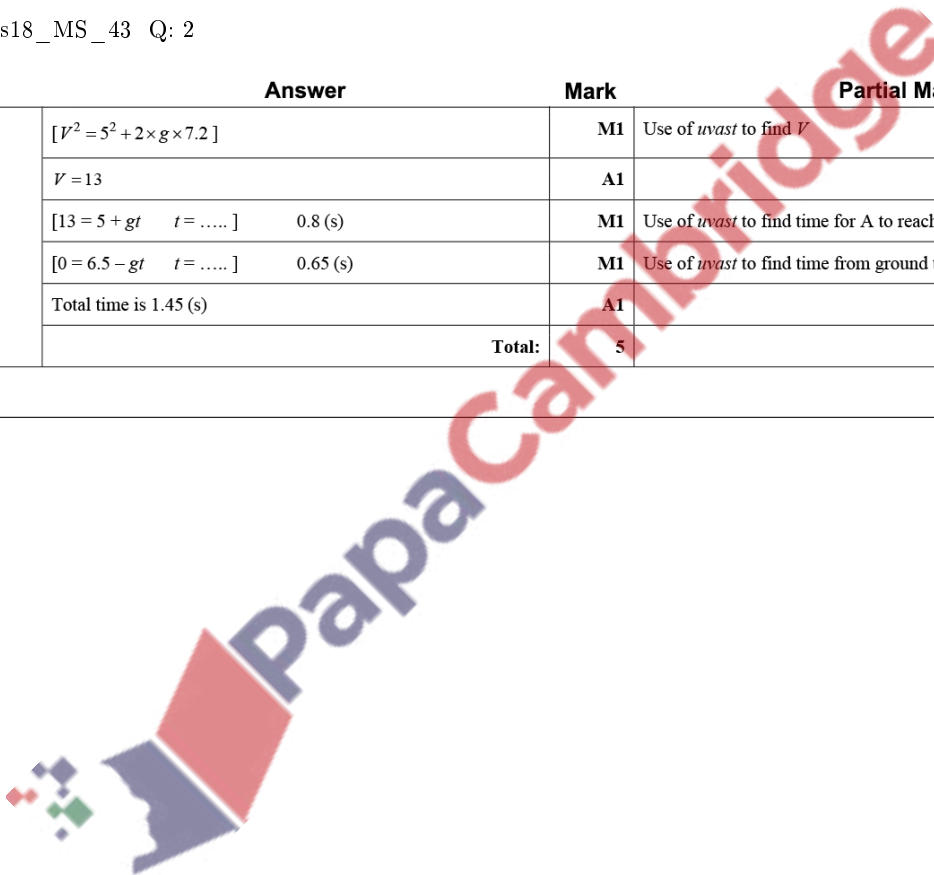 s18_MS_43 Q: 2
Answer Mark Partial Ma
[V² = 5² + 2 × g × 7.2 ] M1 Use of uvast to find V
V = 13 A1
[13 = 5 + gt t = ..... ] 0.8 (s) M1 Use of uvast to find time for A to reach
[0 = 6.5 – gt t = ..... ] 0.65 (s) M1 Use of uvast to find time from ground
Total time is 1.45 (s) A1
Total: 5
PapaCambridge